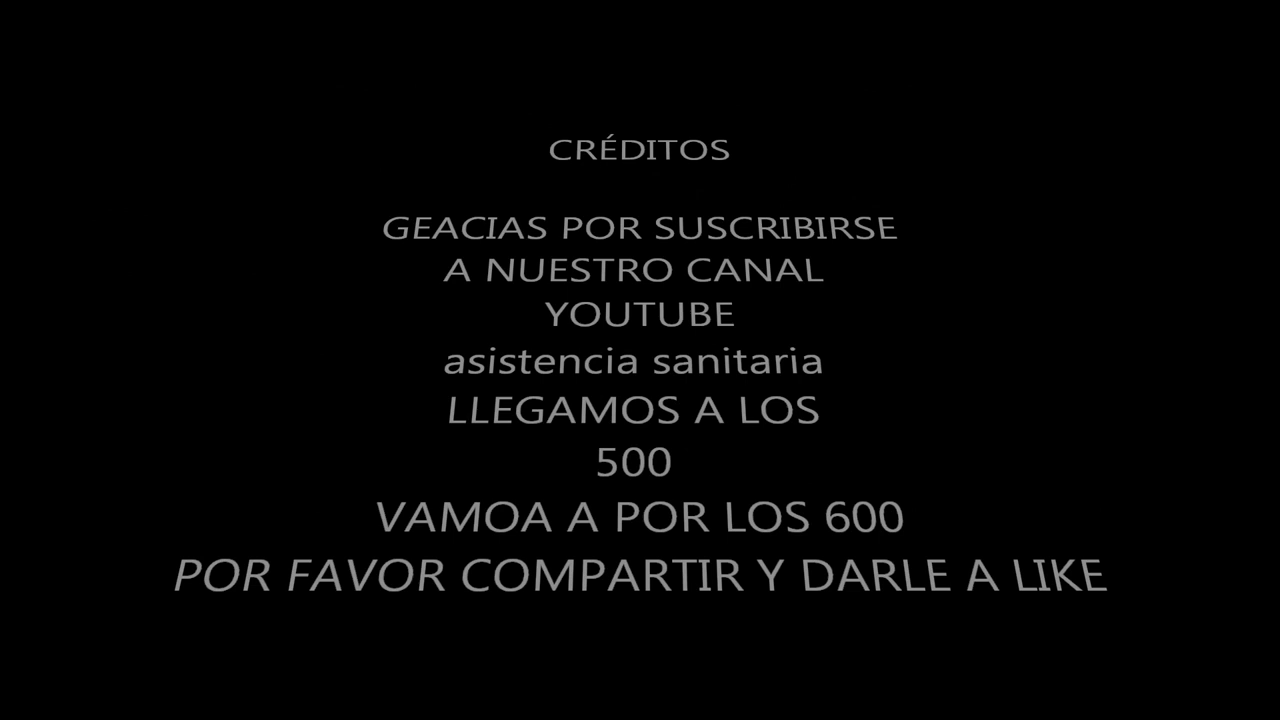 CRÉDITOS
GEACIAS POR SUSCRIBIRSE
A NUESTRO CANAL
YOUTUBE
asistencia sanitaria
LLEGAMOS A LOS
500
VAMOA A POR LOS 600
POR FAVOR COMPARTIR Y DARLE A LIKE